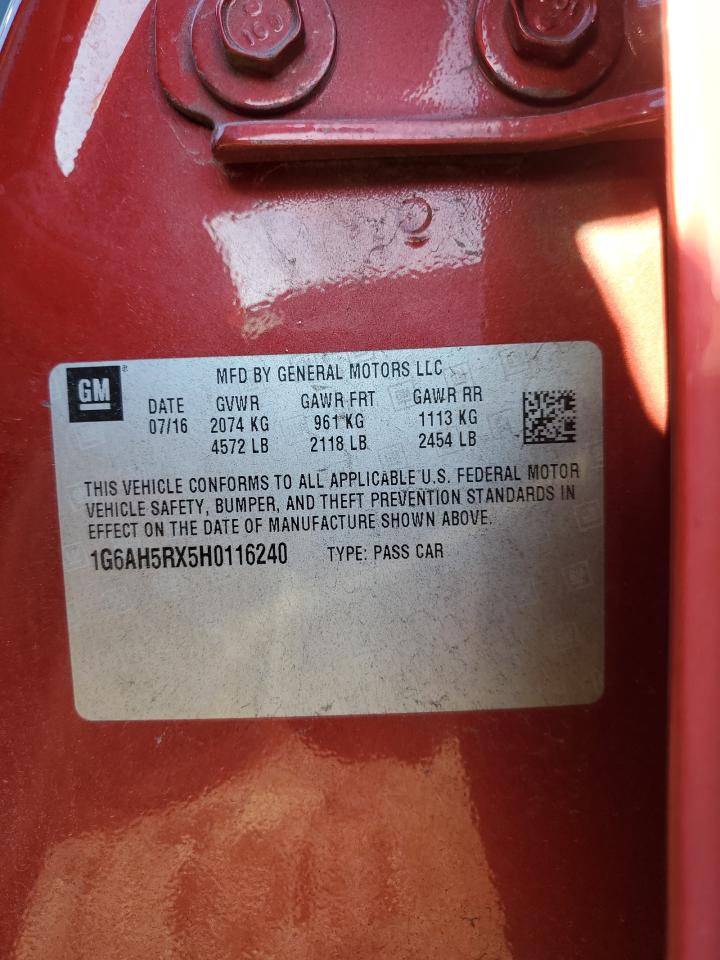 GM
MFD BY GENERAL MOTORS LLC
DATE GVWR GAWR FRT GAWR RR
07/16 2074 KG 961 KG 1113 KG
4572 LB 2118 LB 2454 LB
THIS VEHICLE CONFORMS TO ALL APPLICABLE U.S. FEDERAL MOTOR
VEHICLE SAFETY, BUMPER, AND THEFT PREVENTION STANDARDS IN
EFFECT ON THE DATE OF MANUFACTURE SHOWN ABOVE.
1G6AH5RX5H0116240 TYPE: PASS CAR